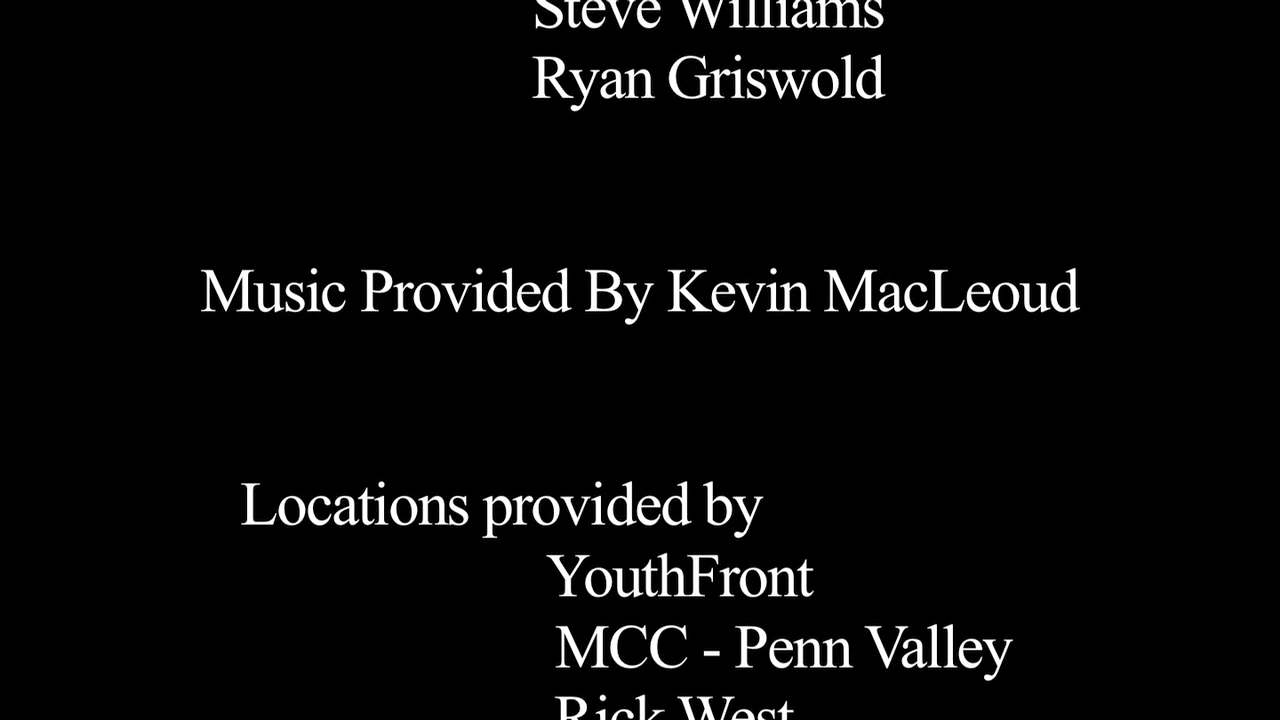 Steve Williams
Ryan Griswold
Music Provided By Kevin MacLeoud
Locations provided by
YouthFront
MCC - Penn Valley
Rick West